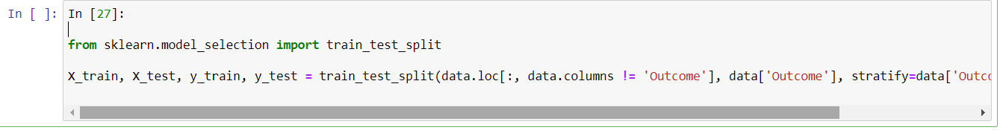 In [ ]: In [27]:
from sklearn.model_selection import train_test_split
X_train, X_test, y_train, y_test = train_test_split(data.loc[:, data.columns != 'Outcome'], data['Outcome'], stratify=data['Outco